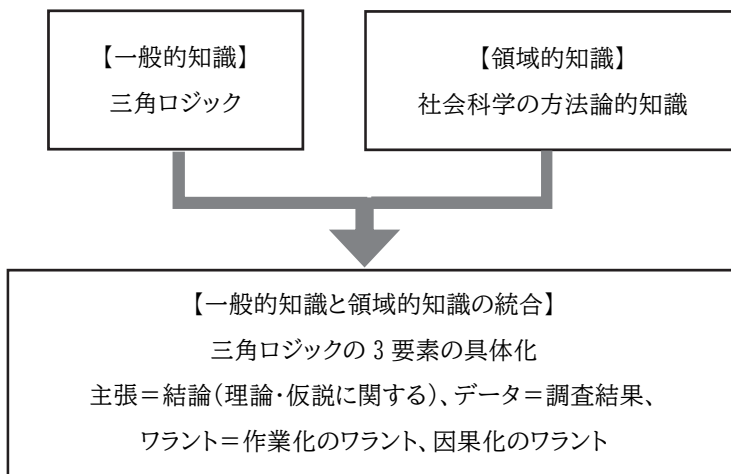 【一般的知識】
三角ロジック
【領域的知識】
社会科学の方法論的知識
【一般的知識と領域的知識の統合】
三角ロジックの3要素の具体化
主張＝結論(理論・仮説に関する)、データ＝調査結果、
ワラント＝作業化のワラント、因果化のワラント